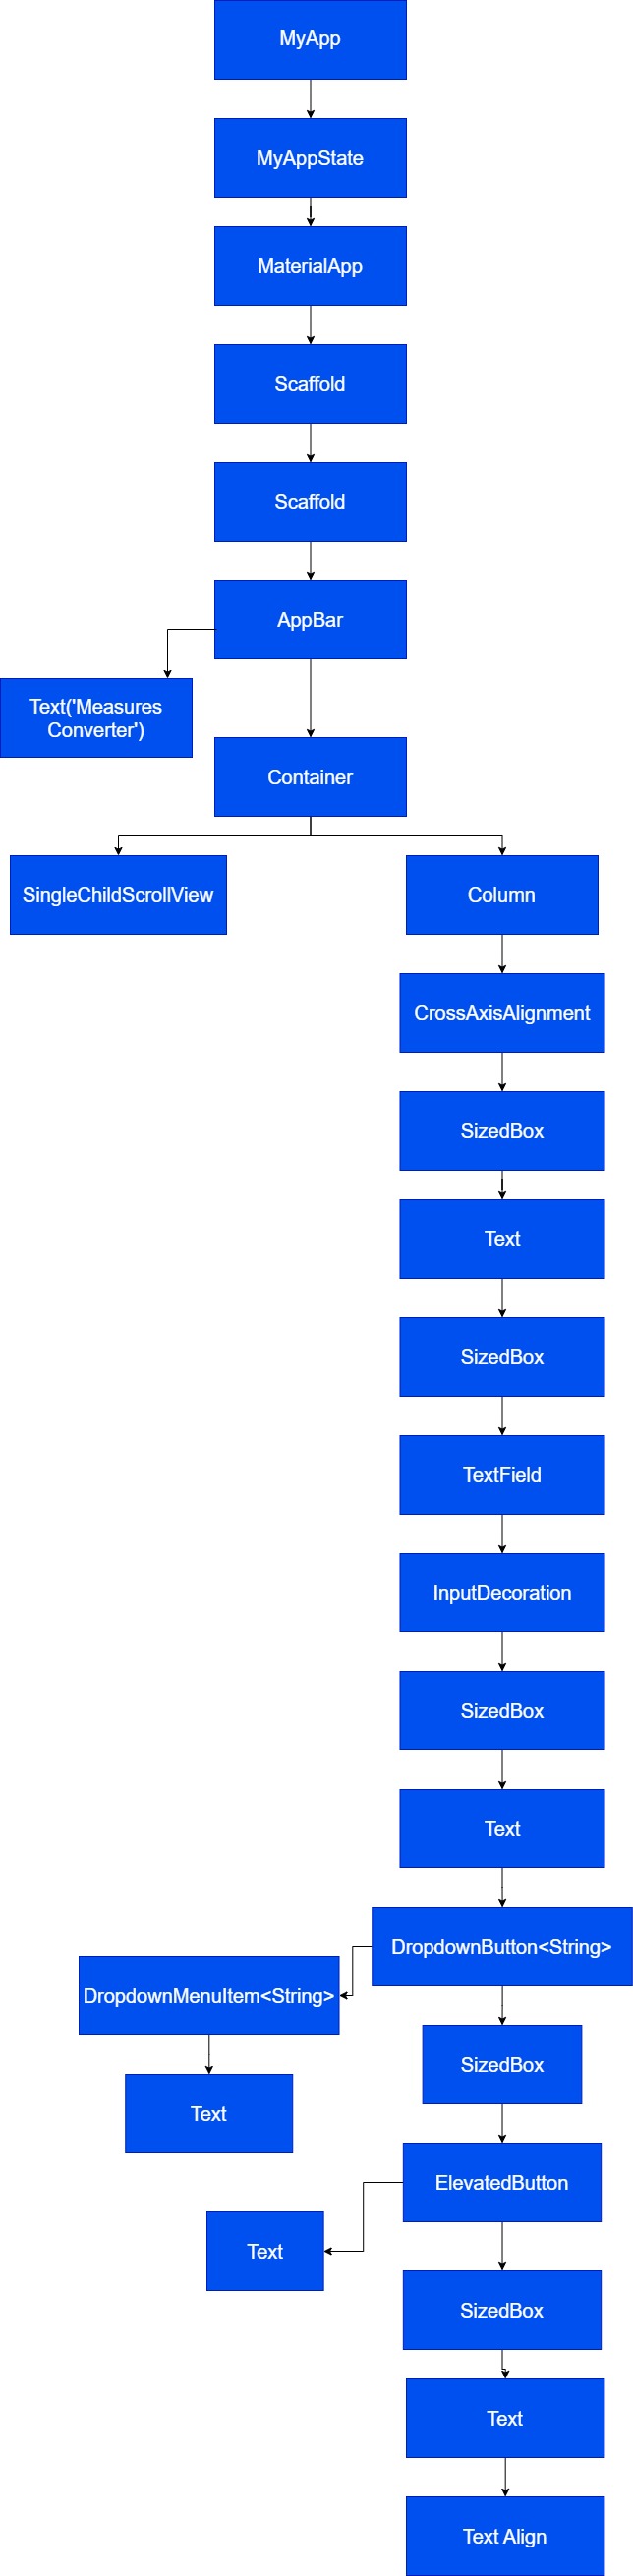 MyApp
MyAppState
MaterialApp
Scaffold
Scaffold
AppBar
Text('Measures
Converter')
Container
SingleChildScrollView
Column
CrossAxisAlignment
SizedBox
Text
SizedBox
TextField
InputDecoration
SizedBox
Text
DropdownButton<String>
DropdownMenuItem<String>
SizedBox
Text
ElevatedButton
Text
SizedBox
Text
Text Align